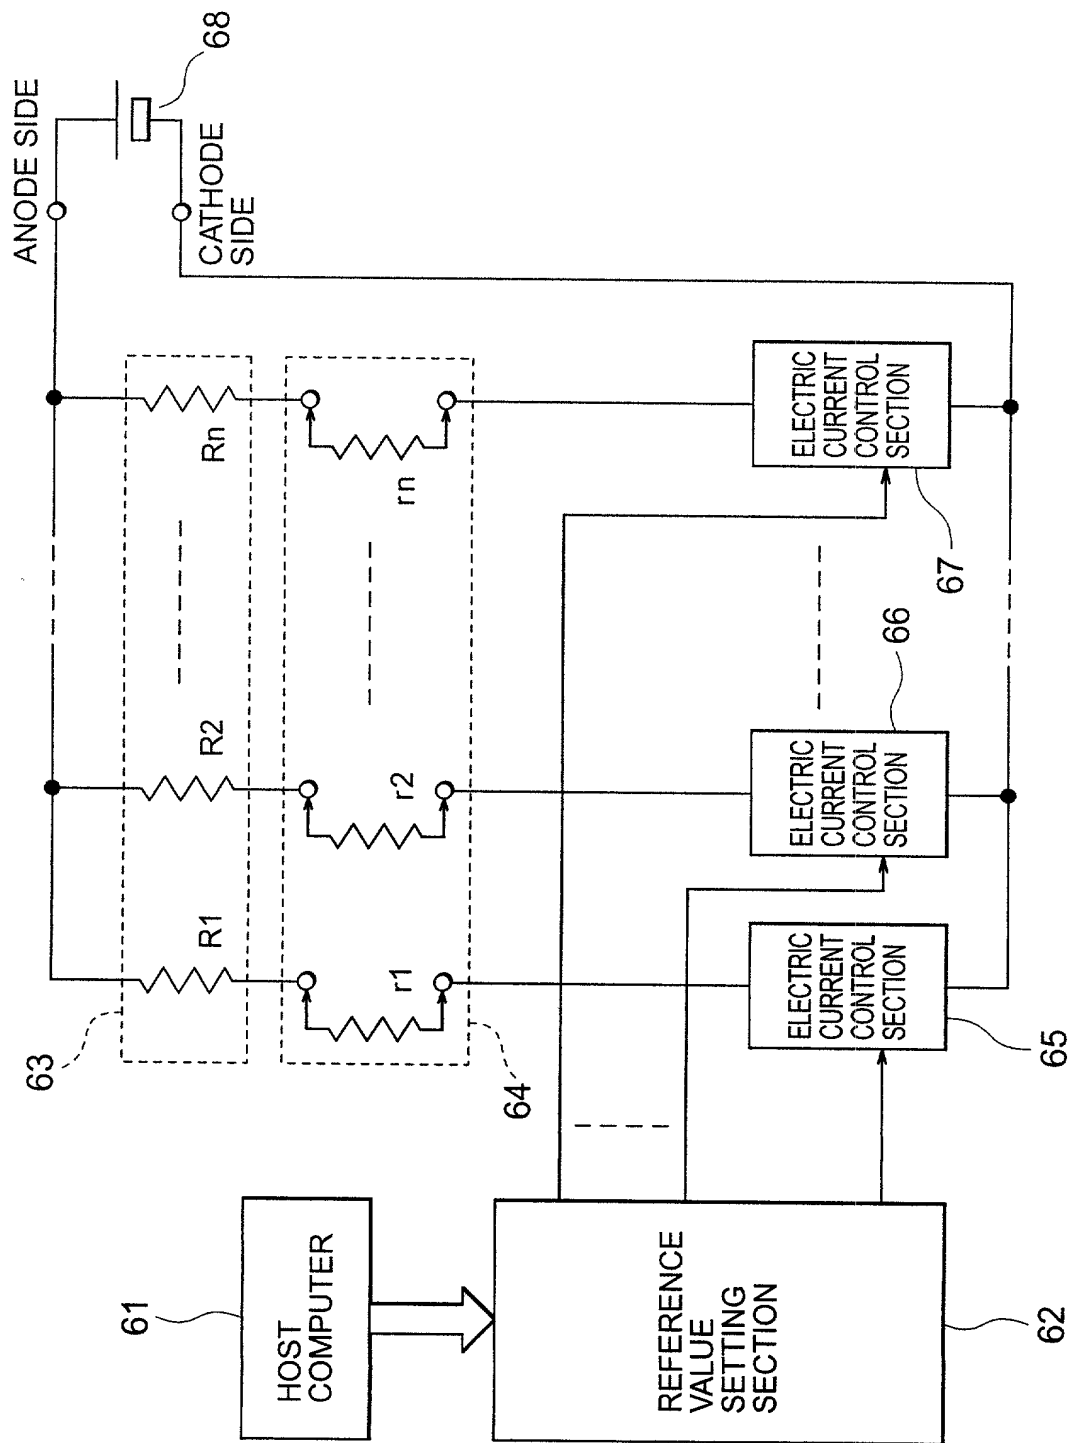 61
HOST
COMPUTER
REFERENCE
VALUE
SETTING
SECTION
62
63
64
R1
R2
Rn
r1
r2
rn
ELECTRIC
CURRENT
CONTROL
SECTION
65
ELECTRIC
CURRENT
CONTROL
SECTION
66
ELECTRIC
CURRENT
CONTROL
SECTION
67
ANODE SIDE
CATHODE
SIDE
68